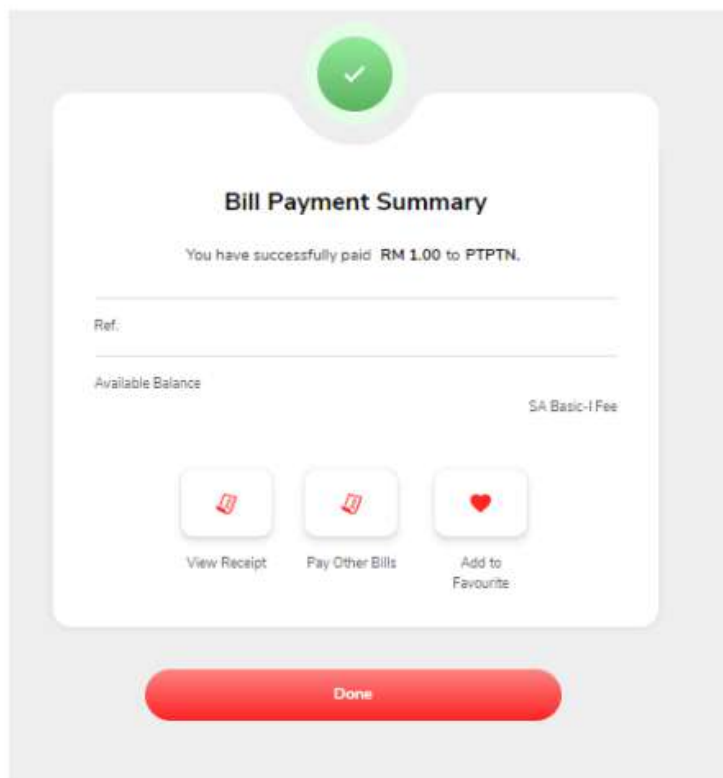 Bill Payment Summary
You have successfully paid RM 1.00 to PTPTN.
Ref.
Available Balance
SA Basic-I Fee
View Receipt
Pay Other Bills
Add to
Favourite
Done